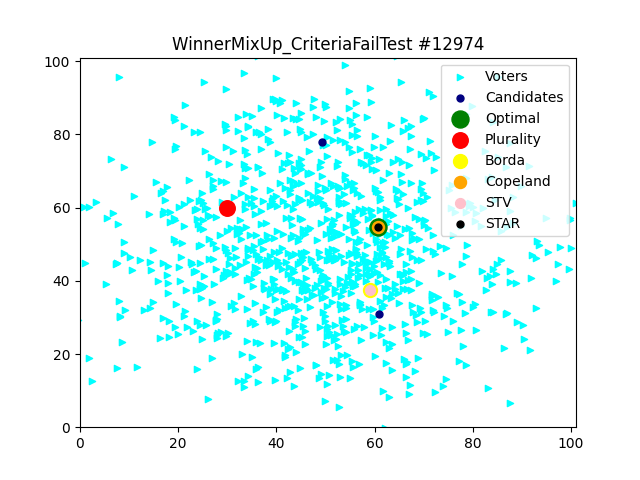 WinnerMixUp_CriteriaFailTest #12974
100
80
60
40
20
0
0
20
40
60
80
100
Voters
Candidates
Optimal
Plurality
Borda
Copeland
STV
STAR